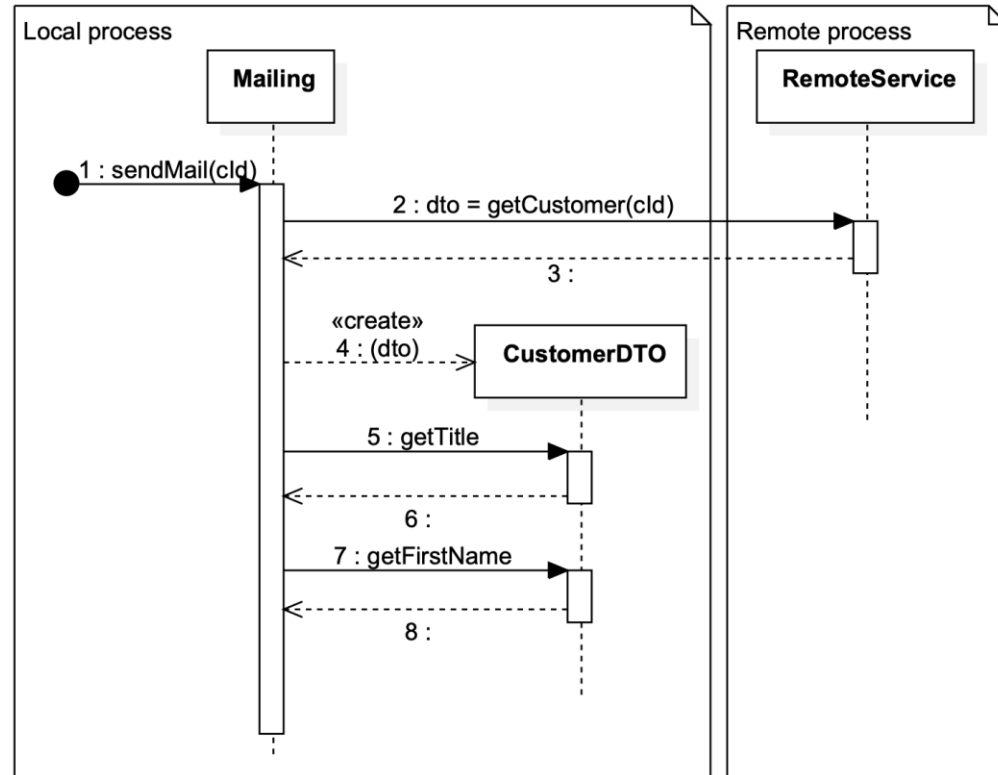 Local process
Remote process
Mailing
RemoteService
1 : sendMail(cId)
2 : dto = getCustomer(cId)
3 :
«create»
4 : (dto)
CustomerDTO
5 : getTitle
6 :
7 : getFirstName
8 :